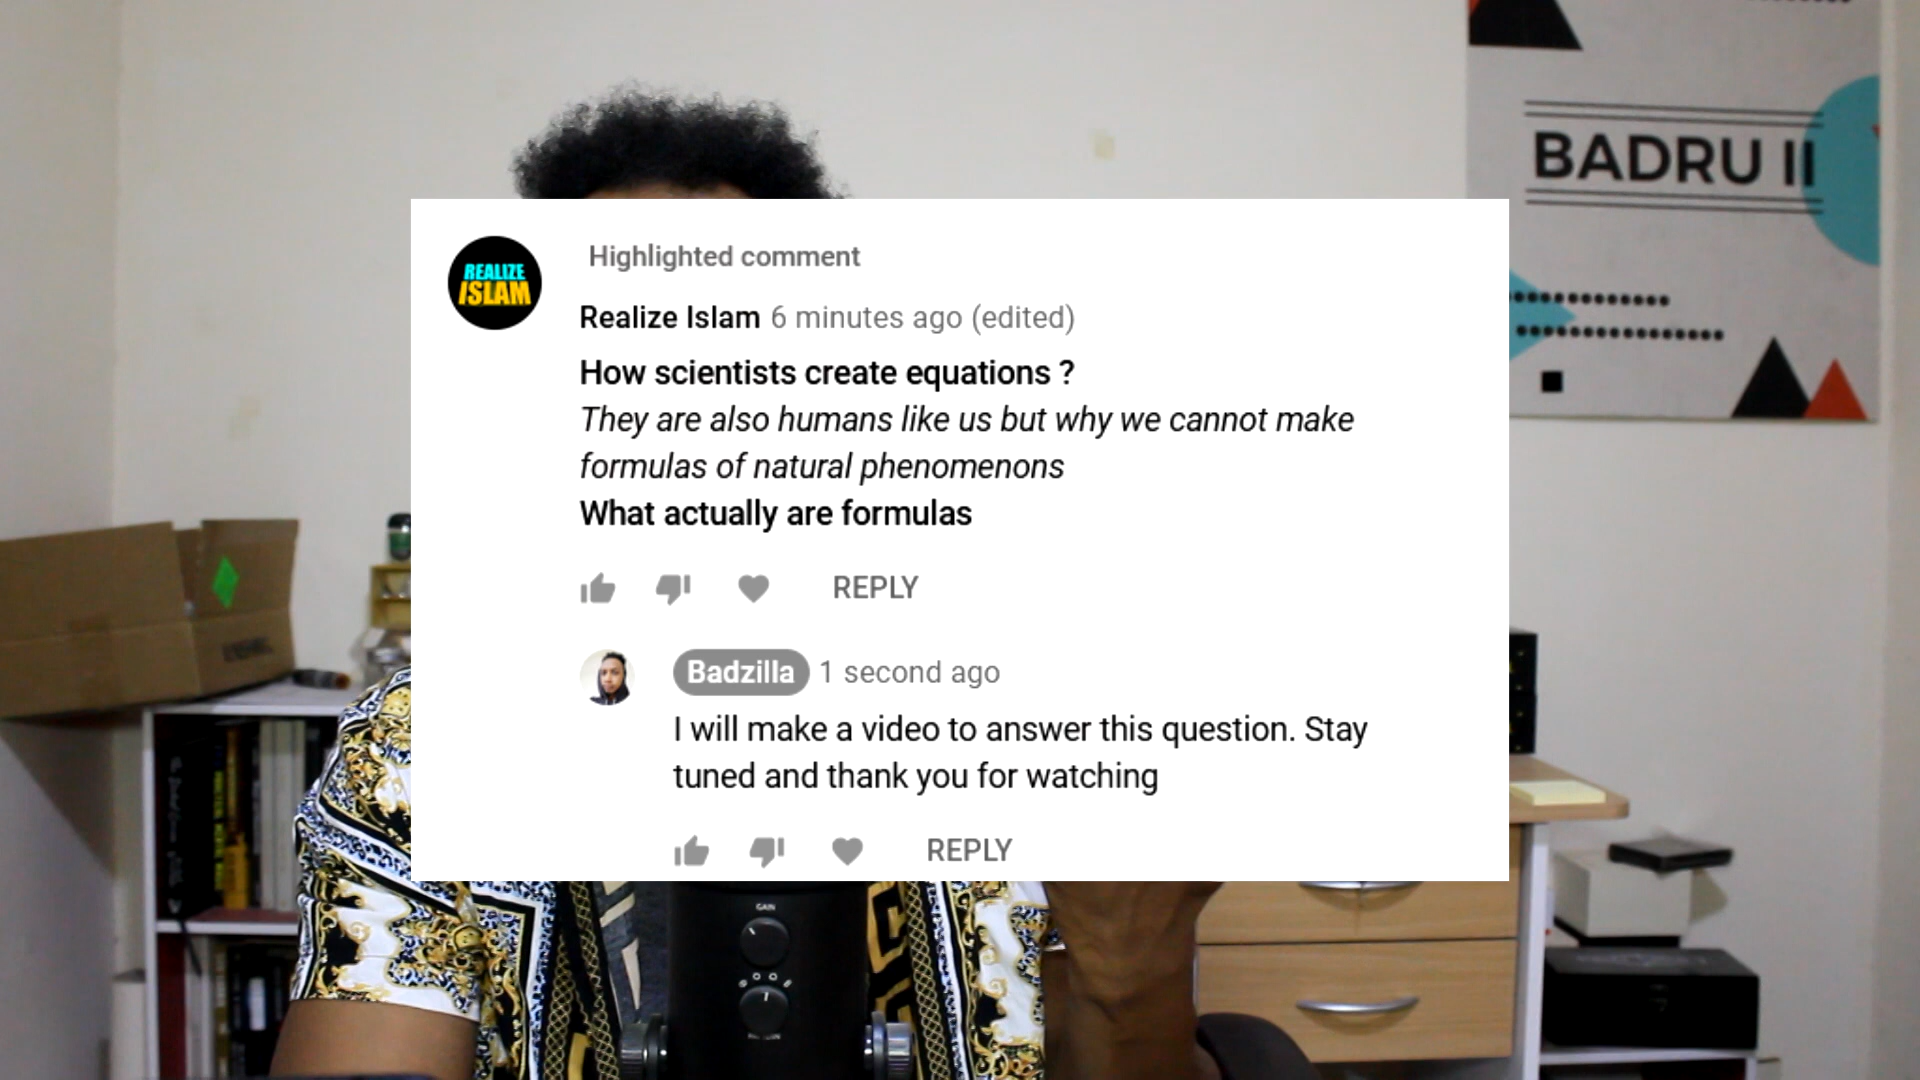 BADRU II
Highlighted comment
REALIZE
ISLAM
Realize Islam 6 minutes ago (edited)
How scientists create equations ?
They are also humans like us but why we cannot make
formulas of natural phenomenons
What actually are formulas
REPLY
Badzilla 1 second ago
I will make a video to answer this question. Stay
tuned and thank you for watching
REPLY
GAIN